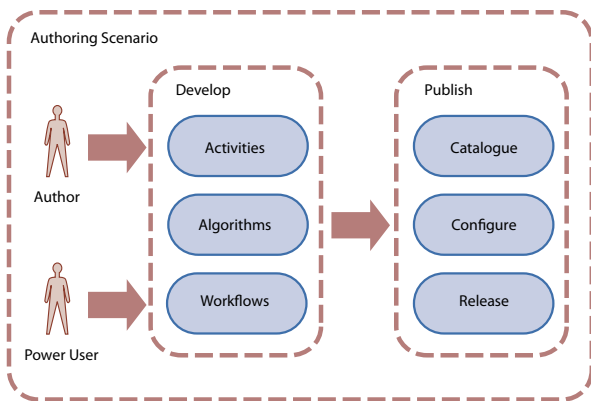 Authoring Scenario
Develop
Publish
Activities
Catalogue
Author
Algorithms
Configure
Workflows
Release
Power User